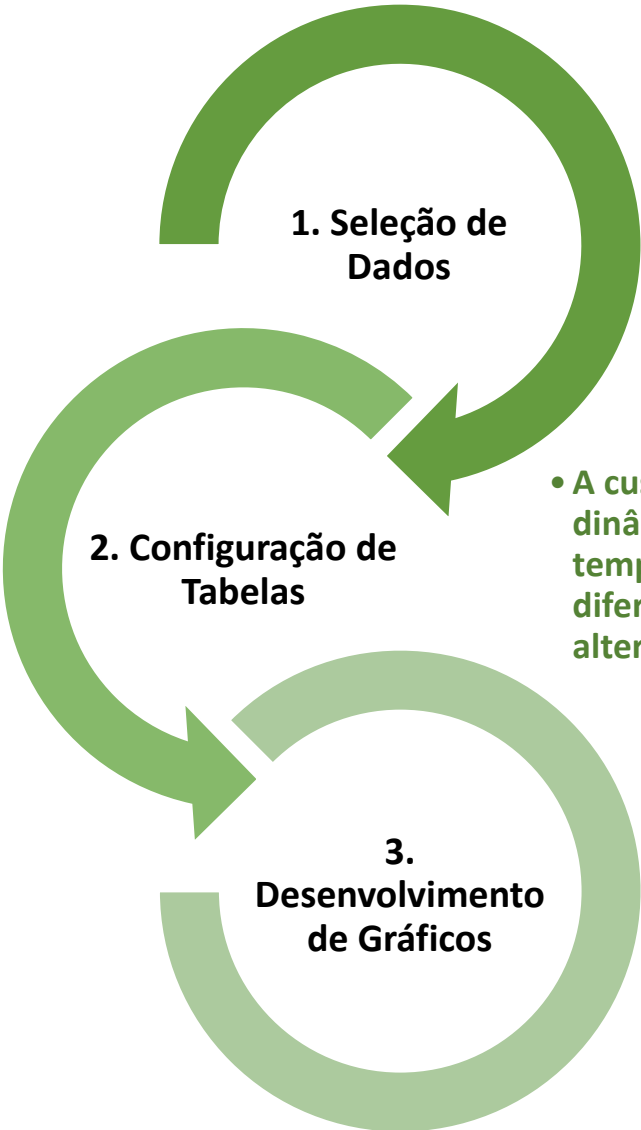 1. Seleção de
Dados
2. Configuração de
Tabelas
• A
3.
Desenvolvimento
de Gráficos